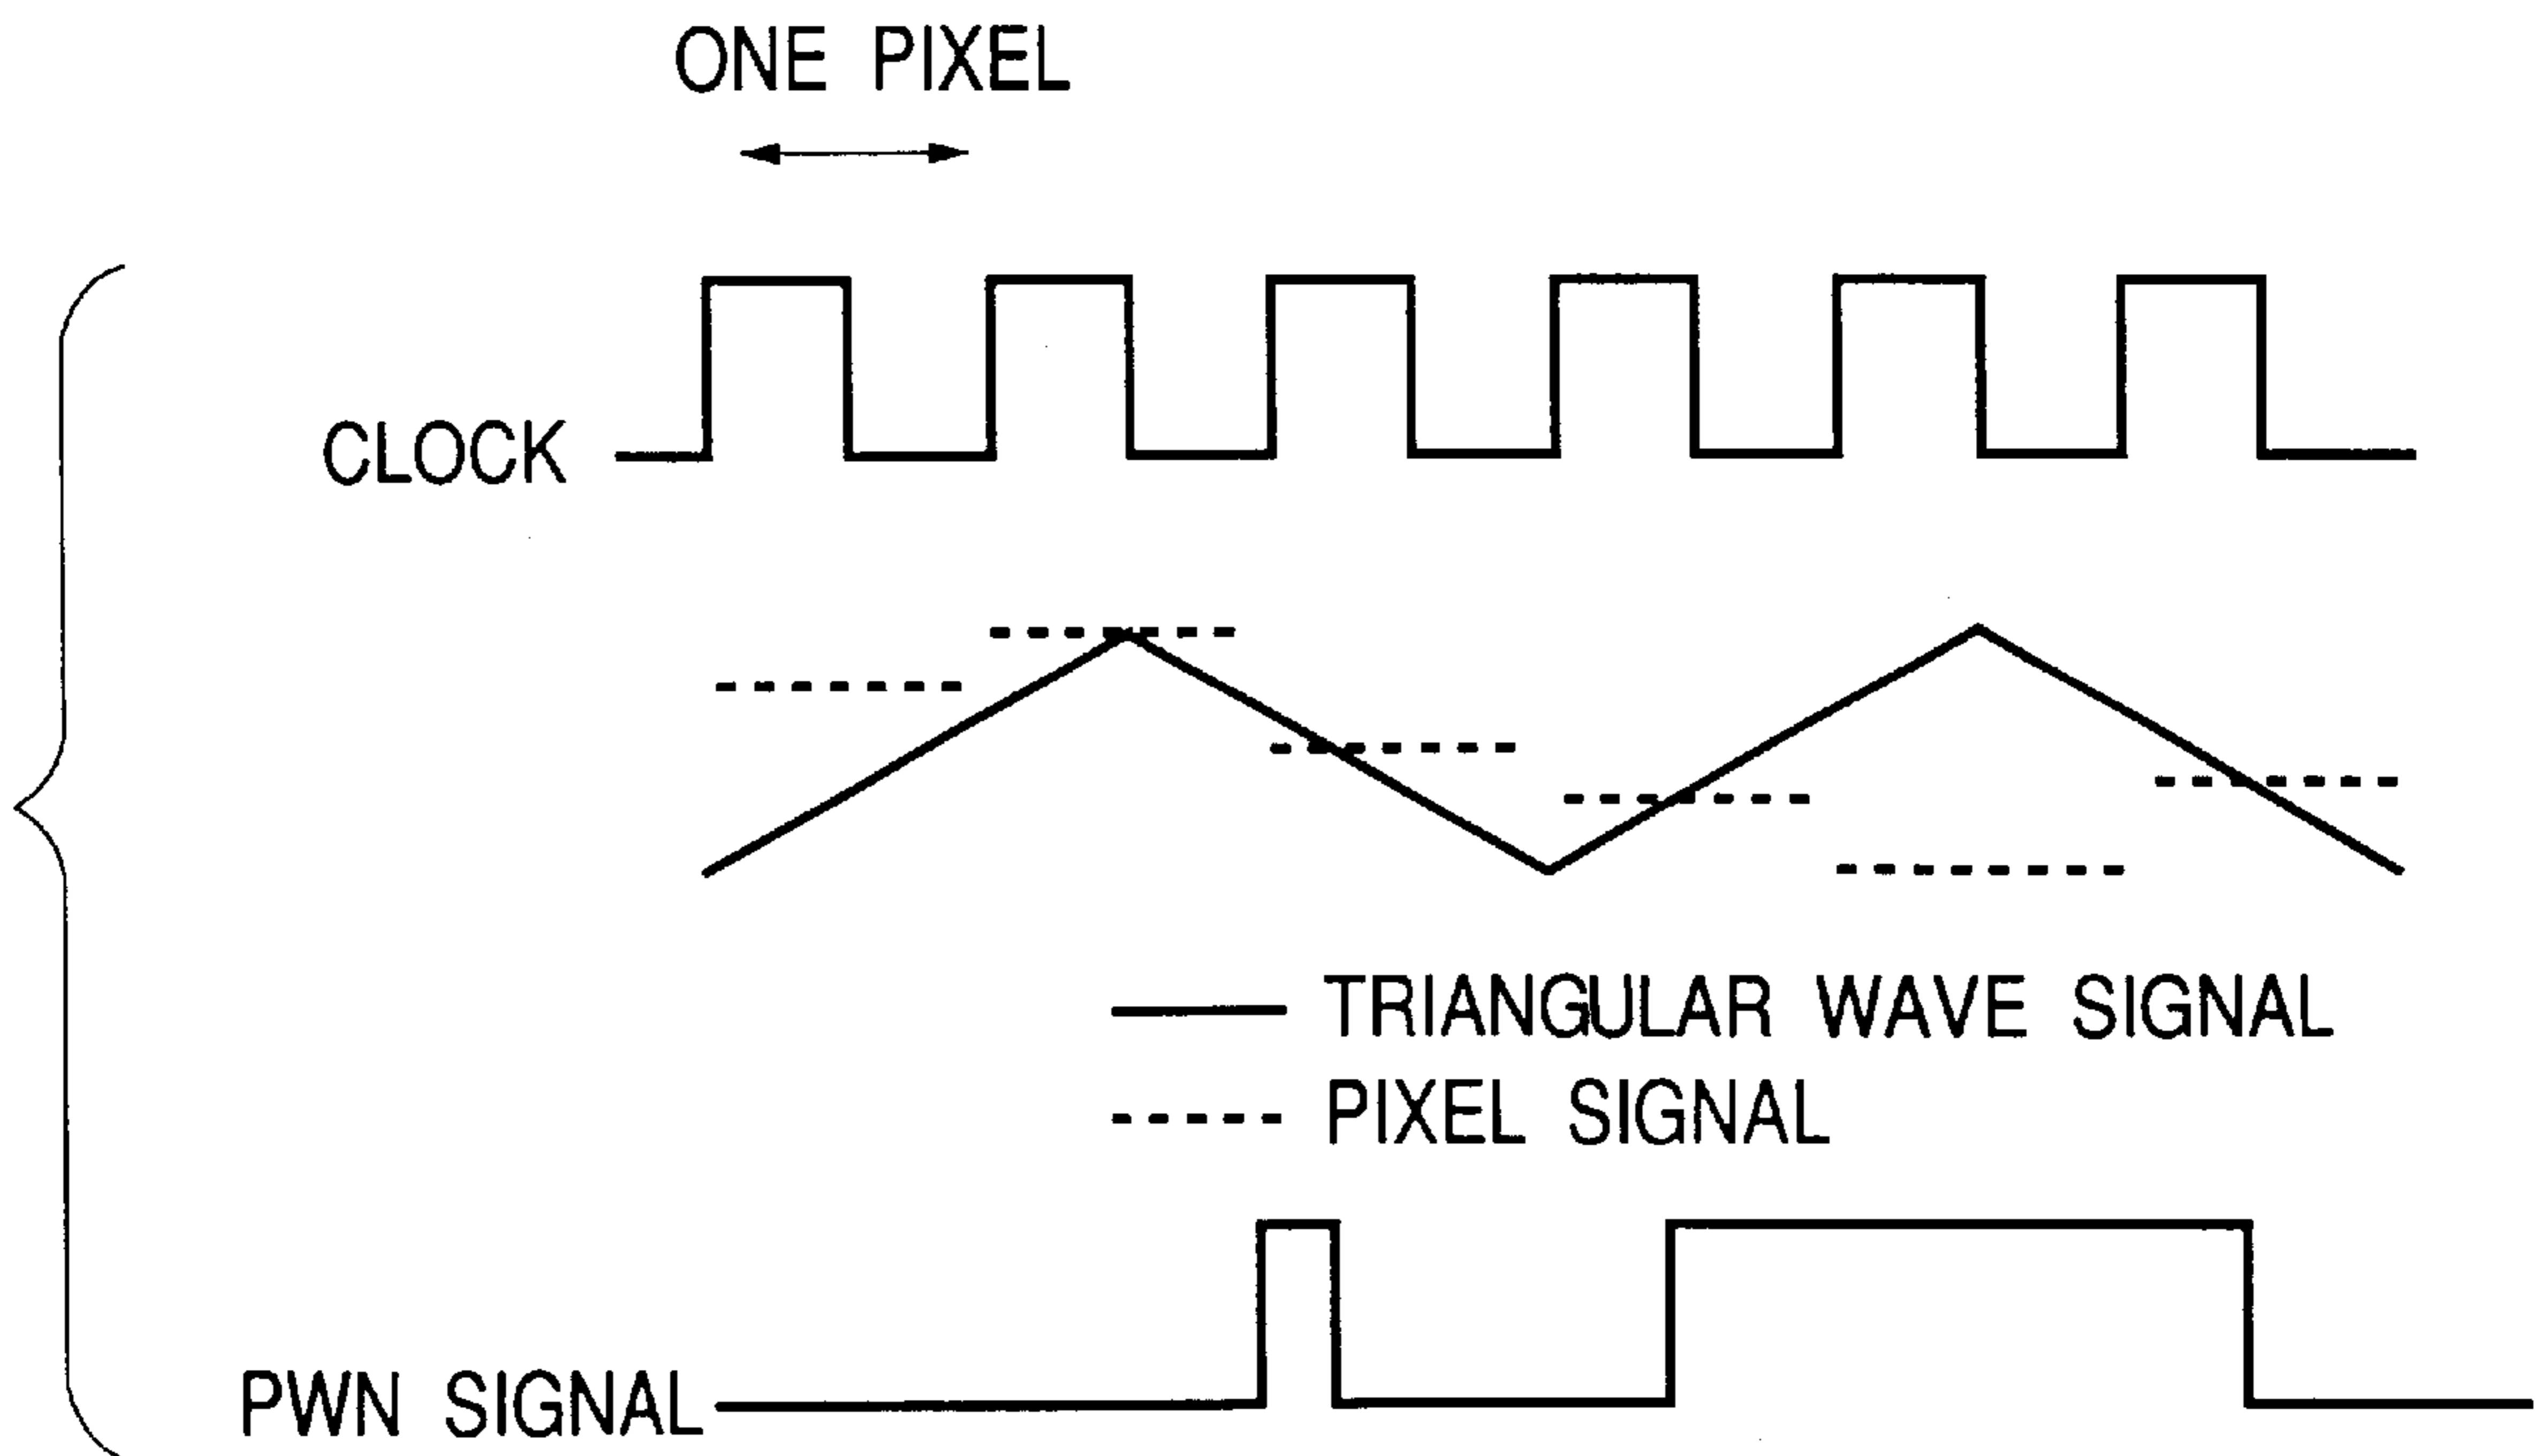 ONE PIXEL
CLOCK
TRIANGULAR WAVE SIGNAL
PIXEL SIGNAL
PWN SIGNAL